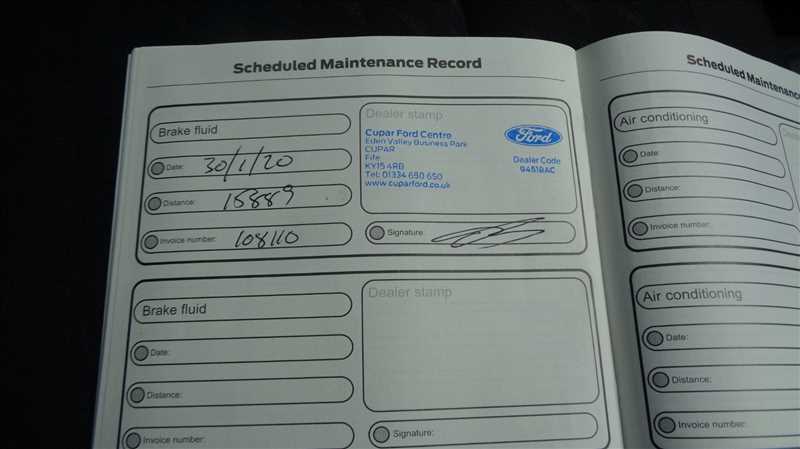 Scheduled Maintenance Record
Brake fluid
Date: 30/1/20
Distance: 15889
Invoice number: 108110
Dealer stamp
Cupar Ford Centre
Eden Valley Business Park
CUPAR
Fife
KY15 4RB
Tel: 01334 650 650
www.cuparford.co.uk
Ford
Dealer Code
94518AC
Signature:
Brake fluid
Date:
Distance:
Invoice number:
Dealer stamp
Signature:
Scheduled Maintenance
Air conditioning
Date:
Distance:
Invoice number:
Air conditioning
Date:
Distance:
Invoice number: